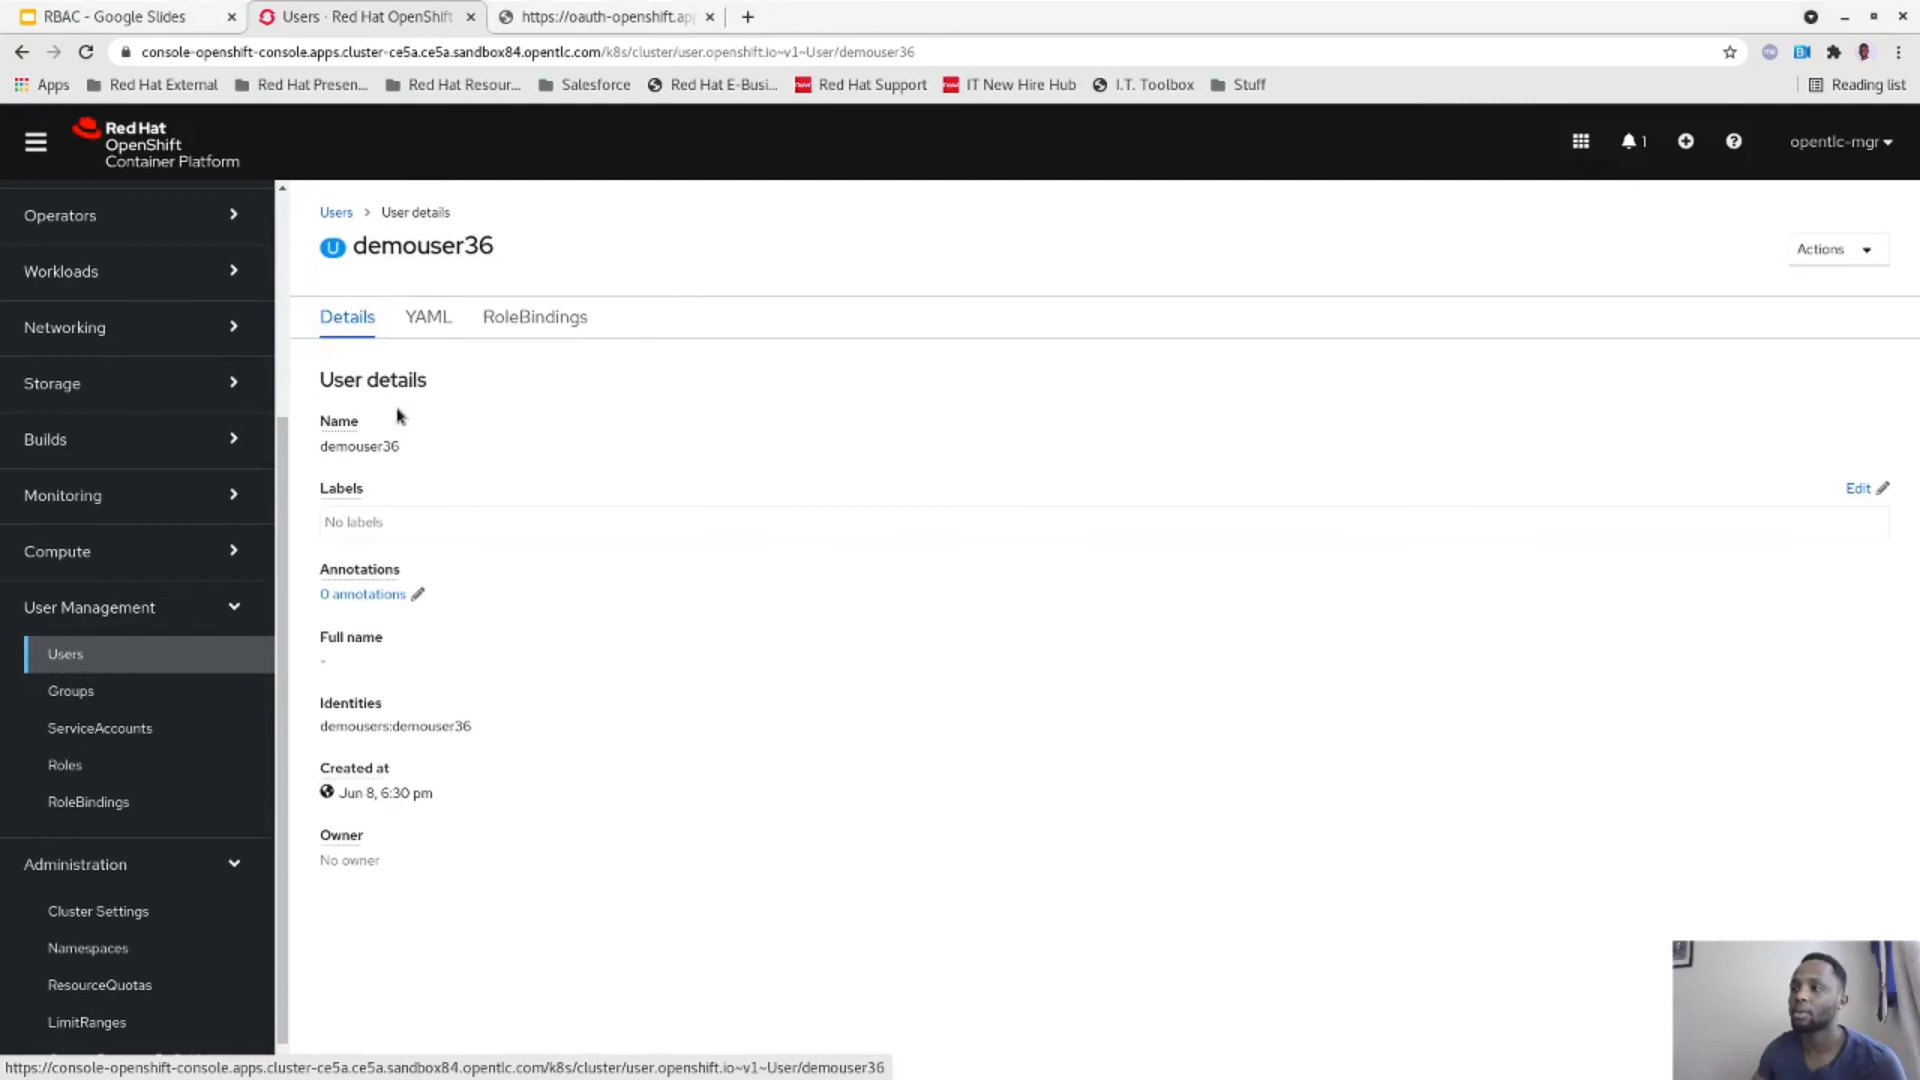 RBAC - Google Slides
Users · Red Hat OpenShift
https://oauth-openshift.ap
console-openshift-console.apps.cluster-ce5a.ce5a.sandbox84.opentlc.com/k8s/cluster/user.openshift.io~v1~User/demouser36
Apps
Red Hat External
Red Hat Presen...
Red Hat Resour...
Salesforce
Red Hat E-Busi...
Red Hat Support
IT New Hire Hub
I.T. Toolbox
Stuff
Reading list
Red Hat
OpenShift
Container Platform
1
opentlc-mgr
Operators
Workloads
Networking
Storage
Builds
Monitoring
Compute
User Management
Users
Groups
ServiceAccounts
Roles
RoleBindings
Administration
Cluster Settings
Namespaces
ResourceQuotas
LimitRanges
Users > User details
U demouser36
Actions
Details
YAML
RoleBindings
User details
Name
demouser36
Labels
Edit
No labels
Annotations
0 annotations
Full name
-
Identities
demousers:demouser36
Created at
Jun 8, 6:30 pm
Owner
No owner
https://console-openshift-console.apps.cluster-ce5a.ce5a.sandbox84.opentlc.com/k8s/cluster/user.openshift.io~v1~User/demouser36